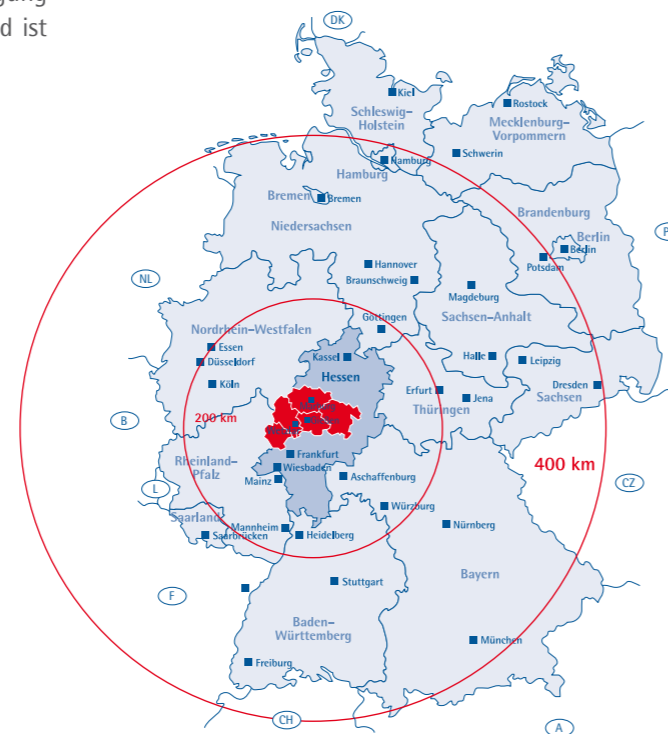 gung
d ist
DK
Kiel
Schleswig-
Holstein
Rostock
Mecklenburg-
Vorpommern
Schwerin
Hamburg
Hamburg
Bremen
Bremen
Niedersachsen
Brandenburg
Berlin
Berlin
Potsdam
NL
Hannover
Braunschweig
Magdeburg
Sachsen-Anhalt
Göttingen
Nordrhein-Westfalen
Essen
Düsseldorf
Köln
Kassel
Hessen
Halle
Leipzig
Erfurt
Jena
Thüringen
Dresden
Sachsen
B
200 km
400 km
Frankfurt
Wiesbaden
Mainz
Rheinland-
Pfalz
L
Aschaffenburg
CZ
Saarland
Saarbrücken
Mannheim
Heidelberg
Würzburg
Nürnberg
F
Stuttgart
Bayern
Baden-
Württemberg
München
Freiburg
CH
A